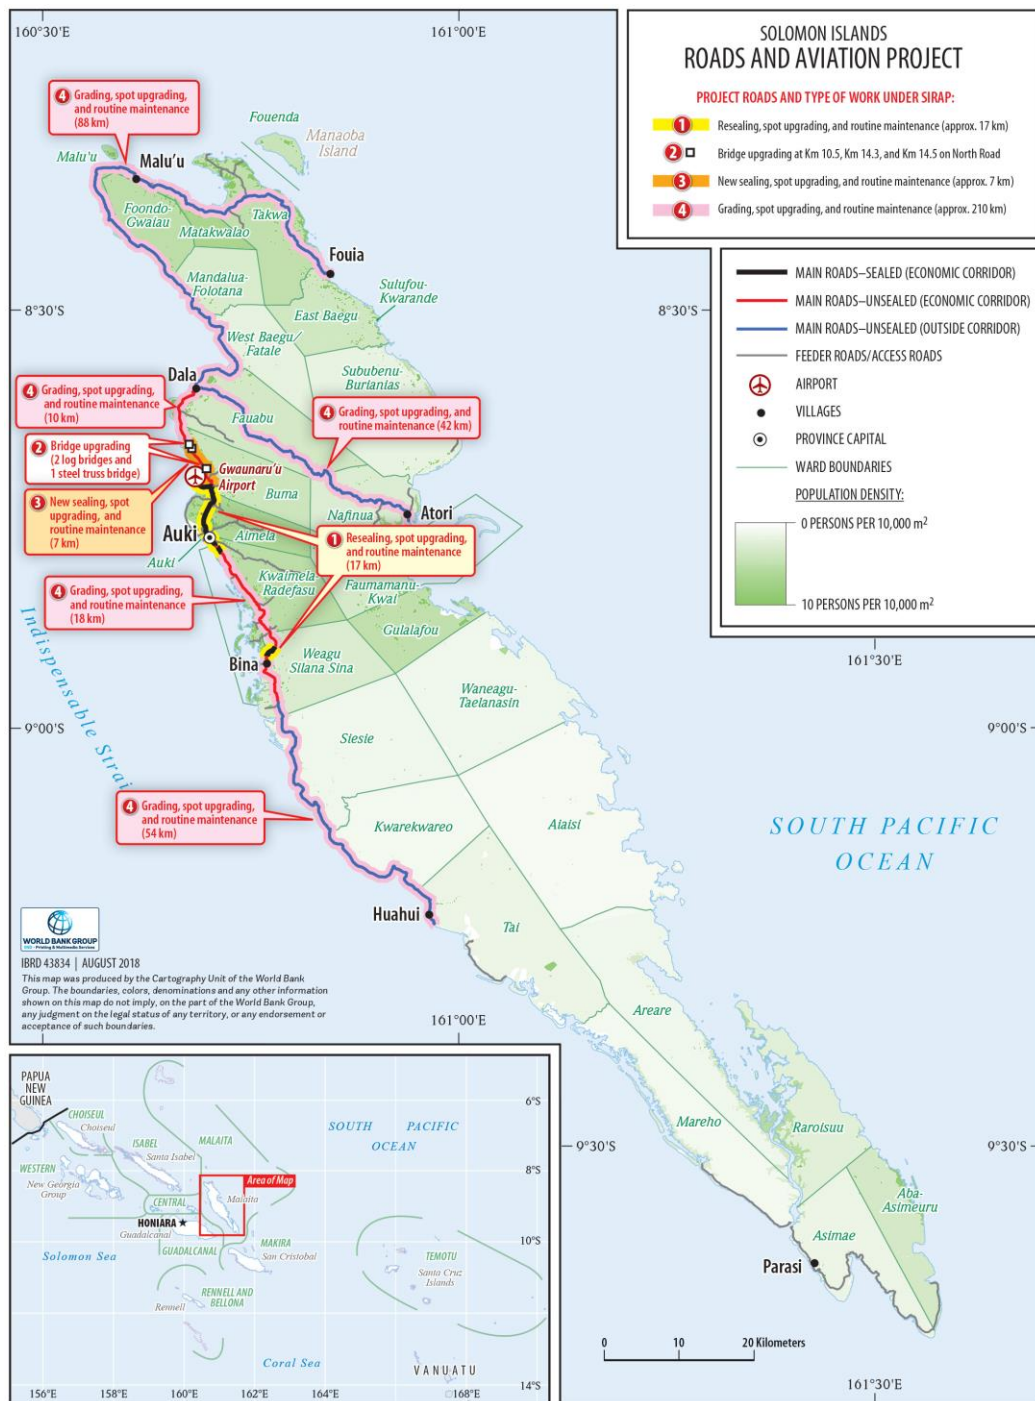 160°30'E
161°00'E
SOLOMON ISLANDS
ROADS AND AVIATION PROJECT
PROJECT ROADS AND TYPE OF WORK UNDER SIRAP:
1 Resealing, spot upgrading, and routine maintenance (approx. 17 km)
2 Bridge upgrading at Km 10.5, Km 14.3, and Km 14.5 on North Road
3 New sealing, spot upgrading, and routine maintenance (approx. 7 km)
4 Grading, spot upgrading, and routine maintenance (approx. 210 km)
MAIN ROADS–SEALED (ECONOMIC CORRIDOR)
MAIN ROADS–UNSEALED (ECONOMIC CORRIDOR)
MAIN ROADS–UNSEALED (OUTSIDE CORRIDOR)
FEEDER ROADS/ACCESS ROADS
AIRPORT
VILLAGES
PROVINCE CAPITAL
WARD BOUNDARIES
POPULATION DENSITY:
0 PERSONS PER 10,000 m²
10 PERSONS PER 10,000 m²
4 Grading, spot upgrading,
and routine maintenance
(88 km)
Fouenda
Manaoba
Island
Malu'u
Malu'u
Foondo-
Gwalau
Matakwalao
Takwa
Fouia
Mandalua-
Folotana
Sulufou-
Kwarande
East Baegu
8°30'S
8°30'S
West Baegu/
Fatale
Sububenu-
Burianias
Dala
4 Grading, spot upgrading,
and routine maintenance
(10 km)
Fauabu
4 Grading, spot upgrading, and
routine maintenance (42 km)
2 Bridge upgrading
(2 log bridges and
1 steel truss bridge)
Gwaunaru'u
Airport
Buma
3 New sealing, spot
upgrading, and
routine maintenance
(7 km)
Nafinua
Atori
Auki
Auki
Aimela
1 Resealing, spot upgrading,
and routine maintenance
(17 km)
Kwaimela-
Radefasu
Faumamanu-
Kwai
4 Grading, spot upgrading,
and routine maintenance
(18 km)
Gulalafou
Indispensable Strai
Bina
Weagu
Silana Sina
161°30'E
Waneagu-
Taelanasin
9°00'S
9°00'S
Siesie
4 Grading, spot upgrading,
and routine maintenance
(54 km)
Kwarekwareo
Aiaisi
SOUTH PACIFIC
OCEAN
Huahui
Tai
WORLD BANK GROUP
Printing & Multimedia Services
IBRD 43834 | AUGUST 2018
This map was produced by the Cartography Unit of the World Bank
Group. The boundaries, colors, denominations and any other information
shown on this map do not imply, on the part of the World Bank Group,
any judgment on the legal status of any territory, or any endorsement or
acceptance of such boundaries.
161°00'E
Areare
Mareho
Raroisuu
9°30'S
9°30'S
Aba-
Asimeuru
Asimae
Parasi
0 10 20 Kilometers
161°30'E
PAPUA
NEW
GUINEA
CHOISEUL
Choiseul
6°S
SOUTH PACIFIC
OCEAN
ISABEL
Santa Isabel
MALAITA
WESTERN
New Georgia
Group
8°S
Area of Map
Malaita
CENTRAL
HONIARA
Guadalcanal
GUADALCANAL
10°S
MAKIRA
San Cristobal
Solomon Sea
TEMOTU
Santa Cruz
Islands
RENNELL AND
BELLONA
Rennell
Coral Sea
VANUATU
14°S
156°E 158°E 160°E 162°E 164°E 168°E